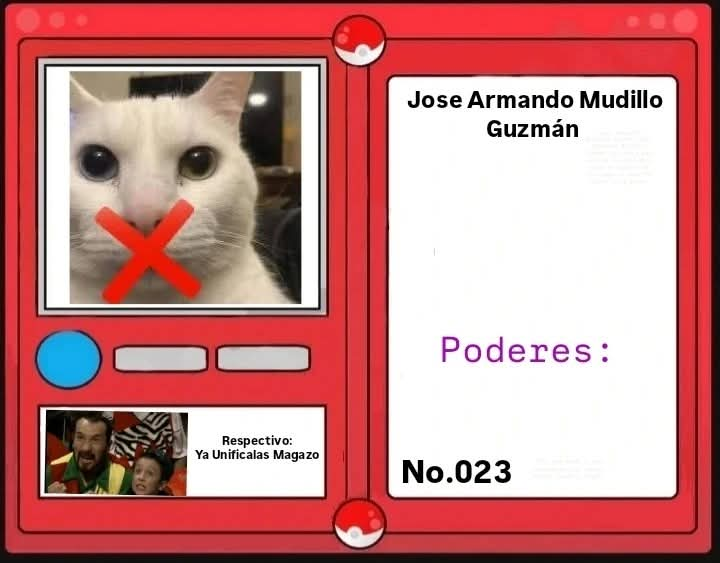 Jose Armando Mudillo
Guzmán
Poderes:
Respectivo:
Ya Unificalas Magazo
No.023